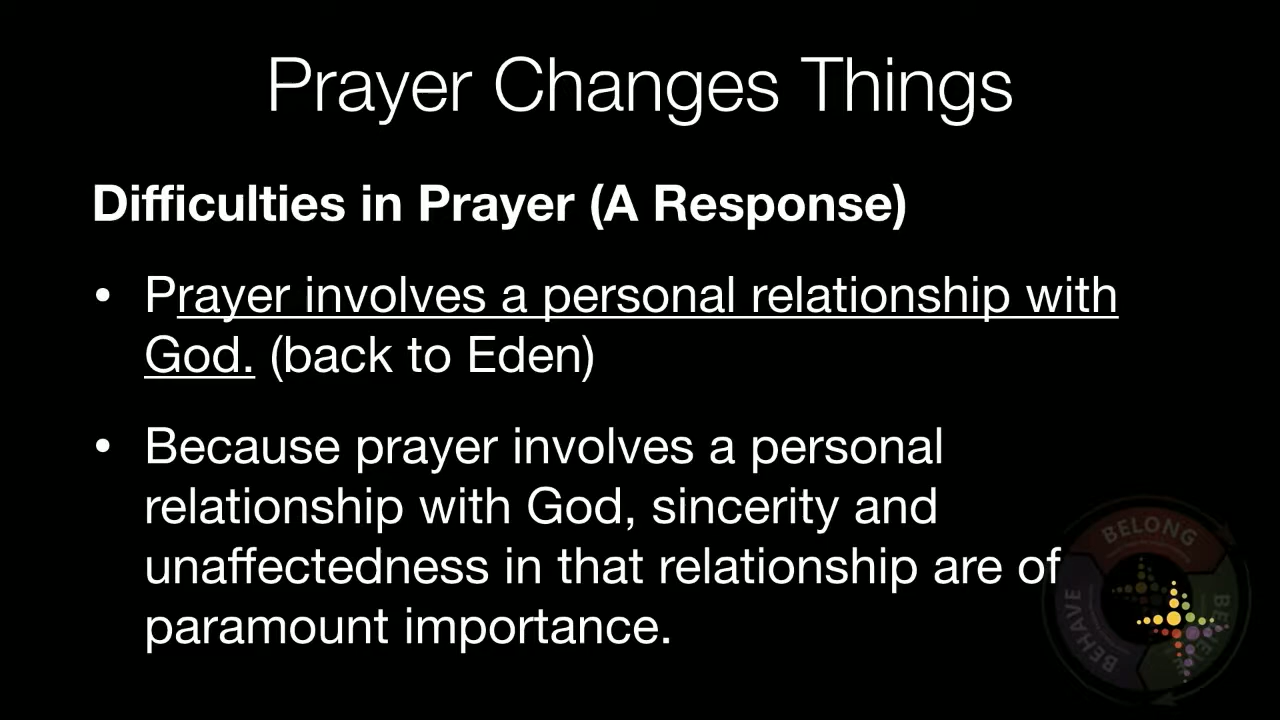 Prayer Changes Things
Difficulties in Prayer (A Response)
• Prayer involves a personal relationship with
God. (back to Eden)
• Because prayer involves a personal
relationship with God, sincerity and
unaffectedness in that relationship are of
paramount importance.
BELONG
BEHAVE